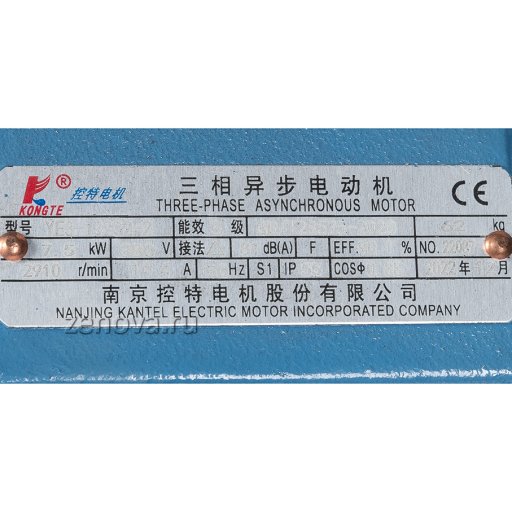 KONGTE ® 控特电机 三相异步电动机 CE
THREE-PHASE ASYNCHRONOUS MOTOR
型号 能效 级 kg
kW V 接法 dB(A) F EFF. % NO.
2910 r/min A Hz S1 IP COSΦ 2022 年 月
南京控特电机股份有限公司
NANJING KANTEL ELECTRIC MOTOR INCORPORATED COMPANY
zenova.ru